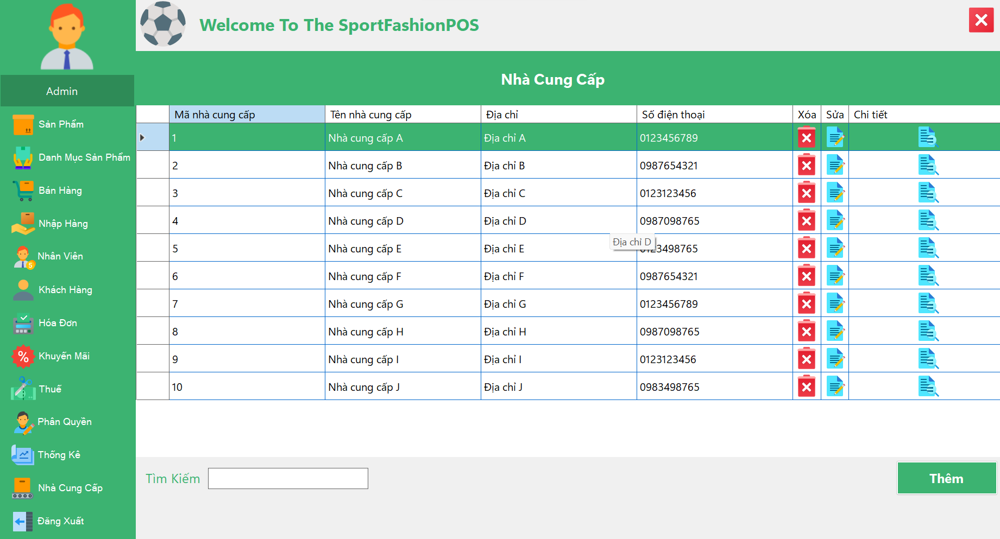 Welcome To The SportFashionPOS
Admin
Sản Phẩm
Danh Mục Sản Phẩm
Bán Hàng
Nhập Hàng
Nhân Viên
Khách Hàng
Hóa Đơn
Khuyến Mãi
Thuế
Phân Quyền
Thống Kê
Nhà Cung Cấp
Đăng Xuất
Nhà Cung Cấp
Mã nhà cung cấp Tên nhà cung cấp Địa chỉ Số điện thoại Xóa Sửa Chi tiết
1 Nhà cung cấp A Địa chỉ A 0123456789
2 Nhà cung cấp B Địa chỉ B 0987654321
3 Nhà cung cấp C Địa chỉ C 0123123456
4 Nhà cung cấp D Địa chỉ D 0987098765
Địa chỉ D
5 Nhà cung cấp E Địa chỉ E 0123498765
6 Nhà cung cấp F Địa chỉ F 0987654321
7 Nhà cung cấp G Địa chỉ G 0123456789
8 Nhà cung cấp H Địa chỉ H 0987098765
9 Nhà cung cấp I Địa chỉ I 0123123456
10 Nhà cung cấp J Địa chỉ J 0983498765
Tìm Kiếm
Thêm